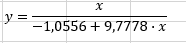 y = x / (-1,0556 + 9,7778 · x)